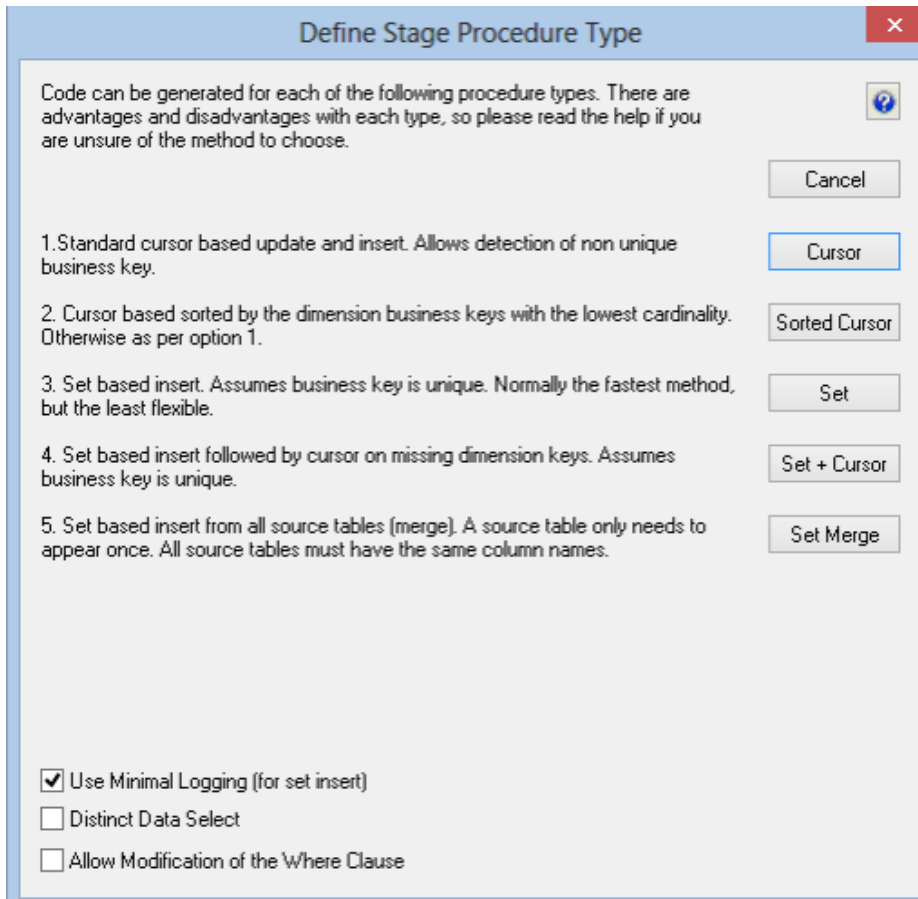 Define Stage Procedure Type
Code can be generated for each of the following procedure types. There are
advantages and disadvantages with each type, so please read the help if you
are unsure of the method to choose.
Cancel
1.Standard cursor based update and insert. Allows detection of non unique
business key.
Cursor
2. Cursor based sorted by the dimension business keys with the lowest cardinality.
Otherwise as per option 1.
Sorted Cursor
3. Set based insert. Assumes business key is unique. Normally the fastest method,
but the least flexible.
Set
4. Set based insert followed by cursor on missing dimension keys. Assumes
business key is unique.
Set + Cursor
5. Set based insert from all source tables (merge). A source table only needs to
appear once. All source tables must have the same column names.
Set Merge
Use Minimal Logging (for set insert)
Distinct Data Select
Allow Modification of the Where Clause